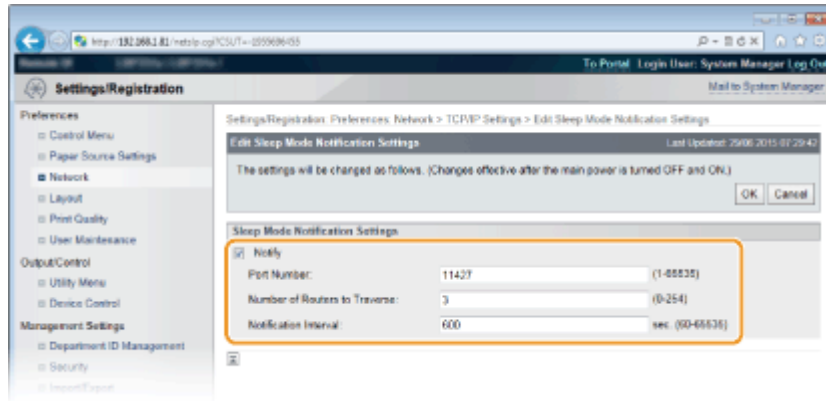 http://192.168.1.81/netslp.cgi?CSUT=-1955696455
To Portal Login User: System Manager Log Out
Settings/Registration
Mail to System Manager
Preferences
Control Menu
Paper Source Settings
Network
Layout
Print Quality
User Maintenance
Output/Control
Utility Menu
Device Control
Management Settings
Department ID Management
Security
Import/Export
Settings/Registration: Preferences: Network > TCP/IP Settings > Edit Sleep Mode Notification Settings
Edit Sleep Mode Notification Settings
Last Updated: 29/06 2015 07:29:42
The settings will be changed as follows. (Changes effective after the main power is turned OFF and ON.)
OK Cancel
Sleep Mode Notification Settings
Notify
Port Number: 11427 (1-65535)
Number of Routers to Traverse: 3 (0-254)
Notification Interval: 600 sec. (60-65535)